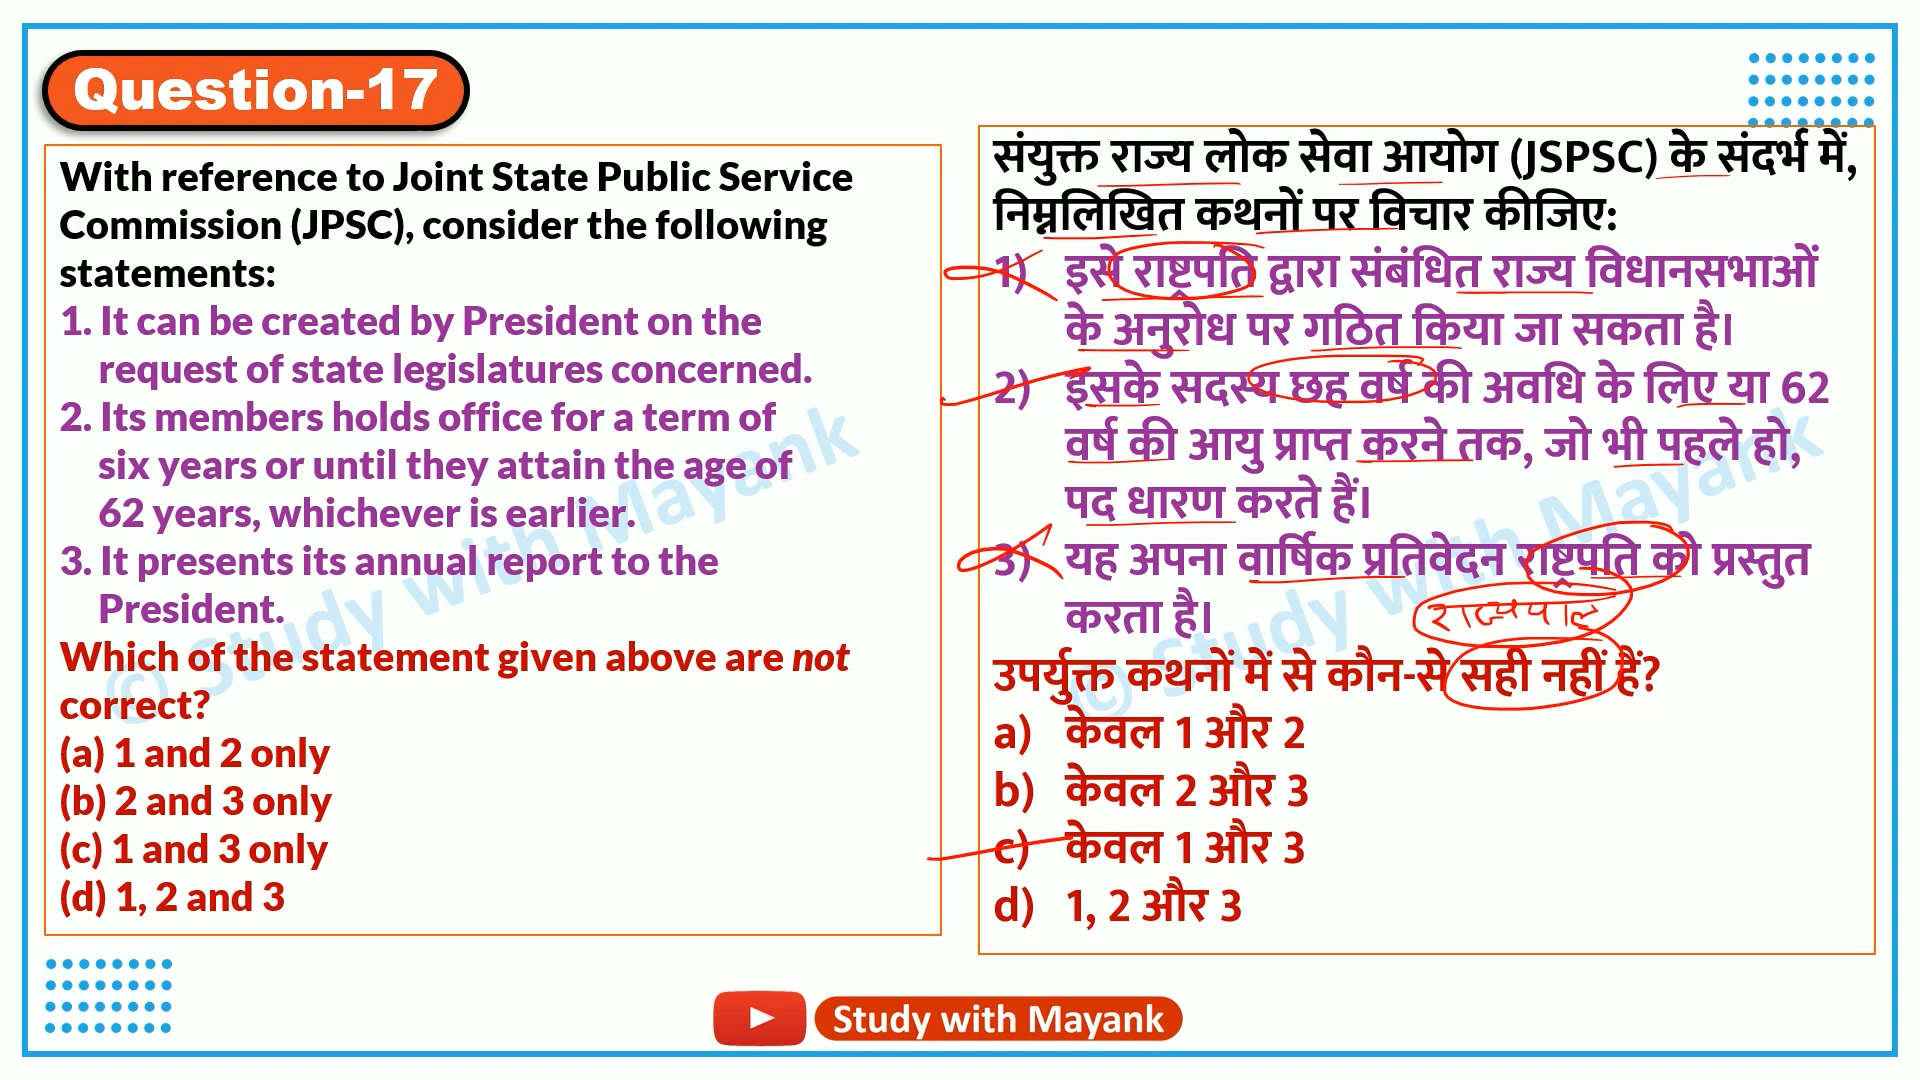 Question-17
With reference to Joint State Public Service
Commission (JPSC), consider the following
statements:
1. It can be created by President on the
request of state legislatures concerned.
2. Its members holds office for a term of
six years or until they attain the age of
62 years, whichever is earlier.
3. It presents its annual report to the
President.
Which of the statement given above are not
correct?
(a) 1 and 2 only
(b) 2 and 3 only
(c) 1 and 3 only
(d) 1, 2 and 3
© Study with Mayank
संयुक्त राज्य लोक सेवा आयोग (JSPSC) के संदर्भ में,
निम्नलिखित कथनों पर विचार कीजिए:
1) इसे राष्ट्रपति द्वारा संबंधित राज्य विधानसभाओं
के अनुरोध पर गठित किया जा सकता है।
2) इसके सदस्य छह वर्ष की अवधि के लिए या 62
वर्ष की आयु प्राप्त करने तक, जो भी पहले हो,
पद धारण करते हैं।
3) यह अपना वार्षिक प्रतिवेदन राष्ट्रपति को प्रस्तुत
करता है।
राज्यपाल
उपर्युक्त कथनों में से कौन-से सही नहीं हैं?
a) केवल 1 और 2
b) केवल 2 और 3
c) केवल 1 और 3
d) 1, 2 और 3
© Study with Mayank
Study with Mayank